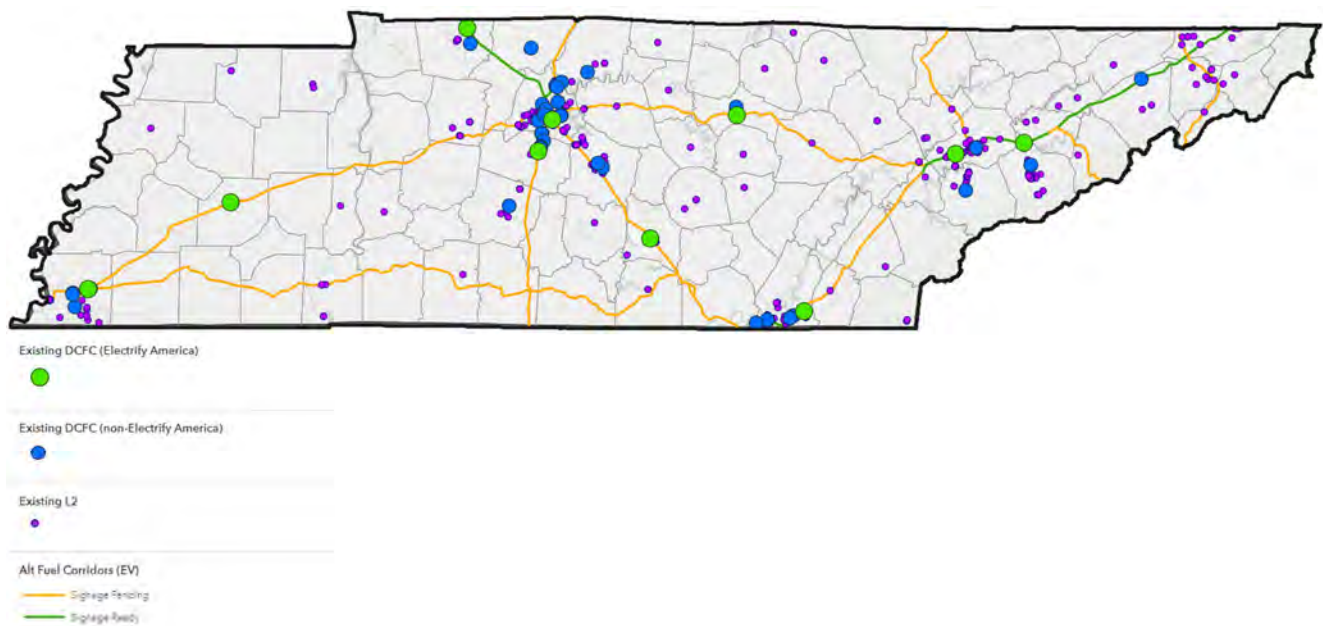 Existing DCFC (Electrify America)
Existing DCFC (non-Electrify America)
Existing L2
Alt Fuel Corridors (EV)
Signage Pending
Signage Ready